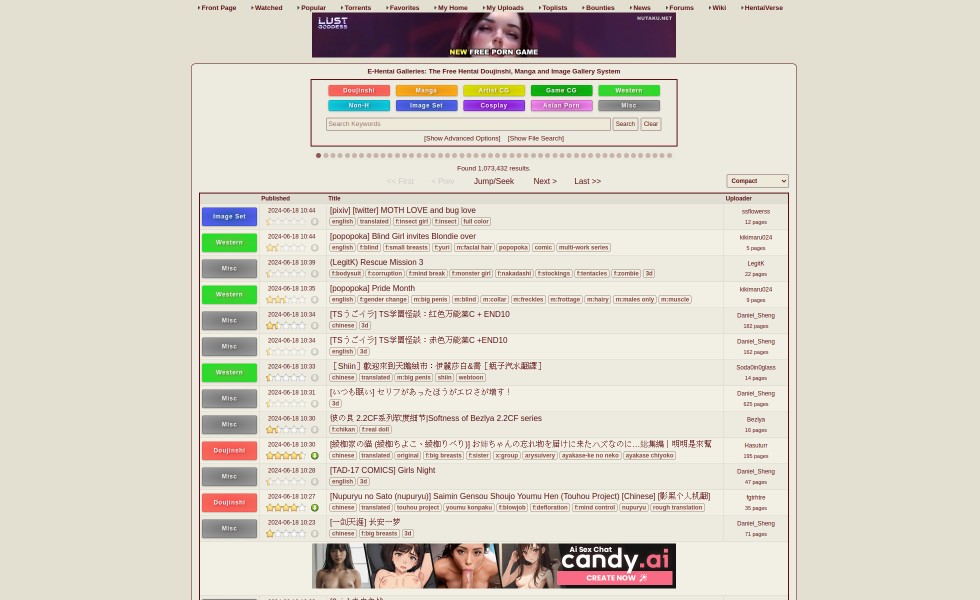 Front Page Watched Popular Torrents Favorites My Home My Uploads Toplists Bounties News Forums Wiki HentaiVerse
LUST GODDESS
NUTAKU.NET
NEW FREE PORN GAME
E-Hentai Galleries: The Free Hentai Doujinshi, Manga and Image Gallery System
Doujinshi Manga Artist CG Game CG Western
Non-H Image Set Cosplay Asian Porn Misc
Search Keywords Search Clear
[Show Advanced Options] [Show File Search]
Found 1,073,432 results.
<< First < Prev Jump/Seek Next > Last >> Compact
Published Title Uploader
Image Set 2024-06-18 10:44 [pixiv] [twitter] MOTH LOVE and bug love ssflowerss
english translated f:insect girl f:insect full color 12 pages
Western 2024-06-18 10:44 [popopoka] Blind Girl invites Blondie over kikimaru024
english f:blind f:small breasts f:yuri m:facial hair popopoka comic multi-work series 5 pages
Misc 2024-06-18 10:39 (LegitK) Rescue Mission 3 LegitK
f:bodysuit f:corruption f:mind break f:monster girl f:nakadashi f:stockings f:tentacles f:zombie 3d 22 pages
Western 2024-06-18 10:35 [popopoka] Pride Month kikimaru024
english f:gender change m:big penis m:blind m:collar m:freckles m:frottage m:hairy m:males only m:muscle 9 pages
Misc 2024-06-18 10:34 [TSうごイラ] TS学園怪談：红色万能薬C + END10 Daniel_Sheng
chinese 3d 182 pages
Misc 2024-06-18 10:34 [TSうごイラ] TS学園怪談：赤色万能薬C +END10 Daniel_Sheng
english 3d 162 pages
Western 2024-06-18 10:33 [Shiin] 歡迎來到天蠍城市：伊麗莎白&喬 [瓶子汽水翻譯] Soda0in0glass
chinese translated m:big penis shiin webtoon 14 pages
Misc 2024-06-18 10:31 [いつも眠い] セリフがあったほうがエロさが増す！ Daniel_Sheng
3d 625 pages
Misc 2024-06-18 10:30 彼の具 2.2CF系列软度细节|Softness of Bezlya 2.2CF series Bezlya
f:chikan f:real doll 16 pages
Doujinshi 2024-06-18 10:30 [綾枷家の猫 (綾枷ちよこ、綾枷りべり)] お姉ちゃんの忘れ物を届けに来たハズなのに…総集編 | 明明是來幫 Hasuturr
chinese translated original f:big breasts f:sister x:group arysuivery ayakase-ke no neko ayakase chiyoko 195 pages
Misc 2024-06-18 10:28 [TAD-17 COMICS] Girls Night Daniel_Sheng
english 3d 47 pages
Doujinshi 2024-06-18 10:27 [Nupuryu no Sato (nupuryu)] Saimin Gensou Shoujo Youmu Hen (Touhou Project) [Chinese] [影黑个人机翻] fgirhire
chinese translated touhou project youmu konpaku f:blowjob f:defloration f:mind control nupuryu rough translation 35 pages
Misc 2024-06-18 10:23 [一剑天涯] 长安一梦 Daniel_Sheng
chinese f:big breasts 3d 71 pages
Ai Sex Chat
candy.ai
CREATE NOW